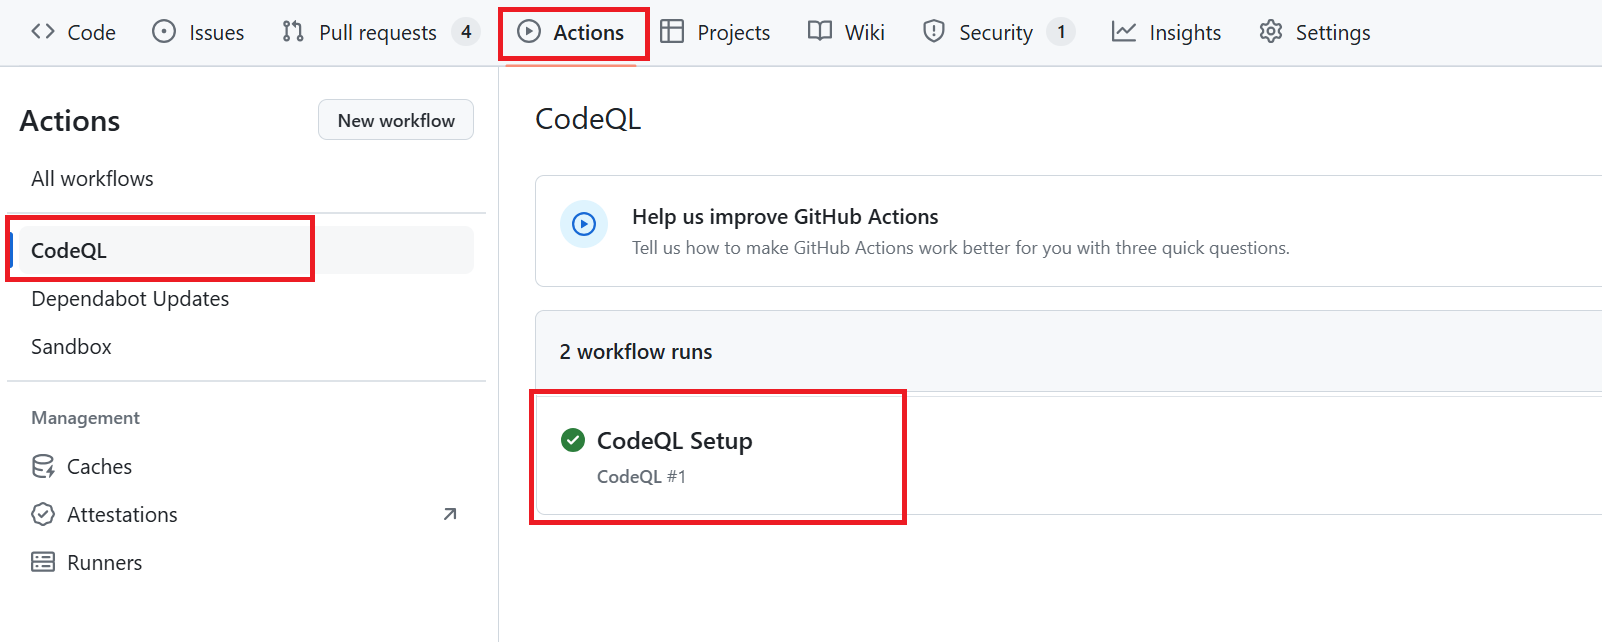 Code Issues Pull requests 4 Actions Projects Wiki Security 1 Insights Settings
Actions
New workflow
All workflows
CodeQL
Dependabot Updates
Sandbox
Management
Caches
Attestations
Runners
CodeQL
Help us improve GitHub Actions
Tell us how to make GitHub Actions work better for you with three quick questions.
2 workflow runs
CodeQL Setup
CodeQL #1